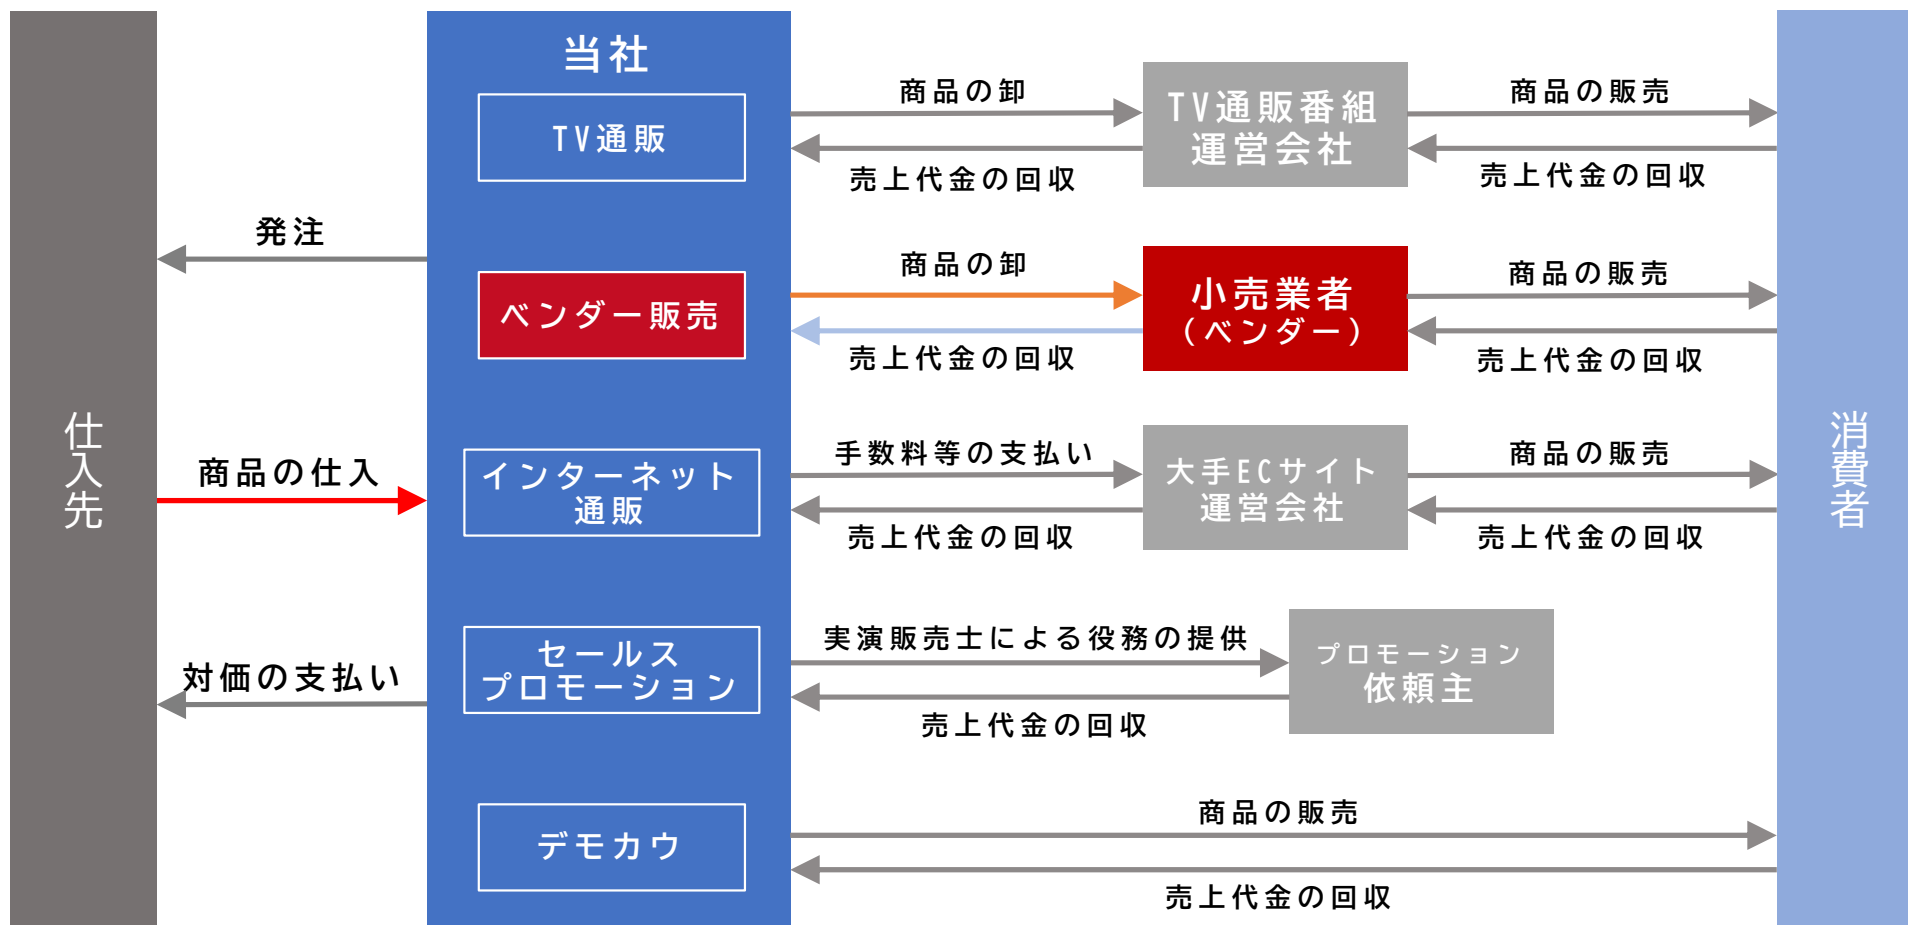 仕入先
発注
商品の仕入
対価の支払い
当社
TV通販
ベンダー販売
インターネット
通販
セールス
プロモーション
デモカウ
商品の卸
売上代金の回収
TV通販番組
運営会社
商品の販売
売上代金の回収
商品の卸
売上代金の回収
小売業者
(ベンダー)
商品の販売
売上代金の回収
手数料等の支払い
売上代金の回収
大手ECサイト
運営会社
商品の販売
売上代金の回収
実演販売士による役務の提供
売上代金の回収
プロモーション
依頼主
商品の販売
売上代金の回収
消費者